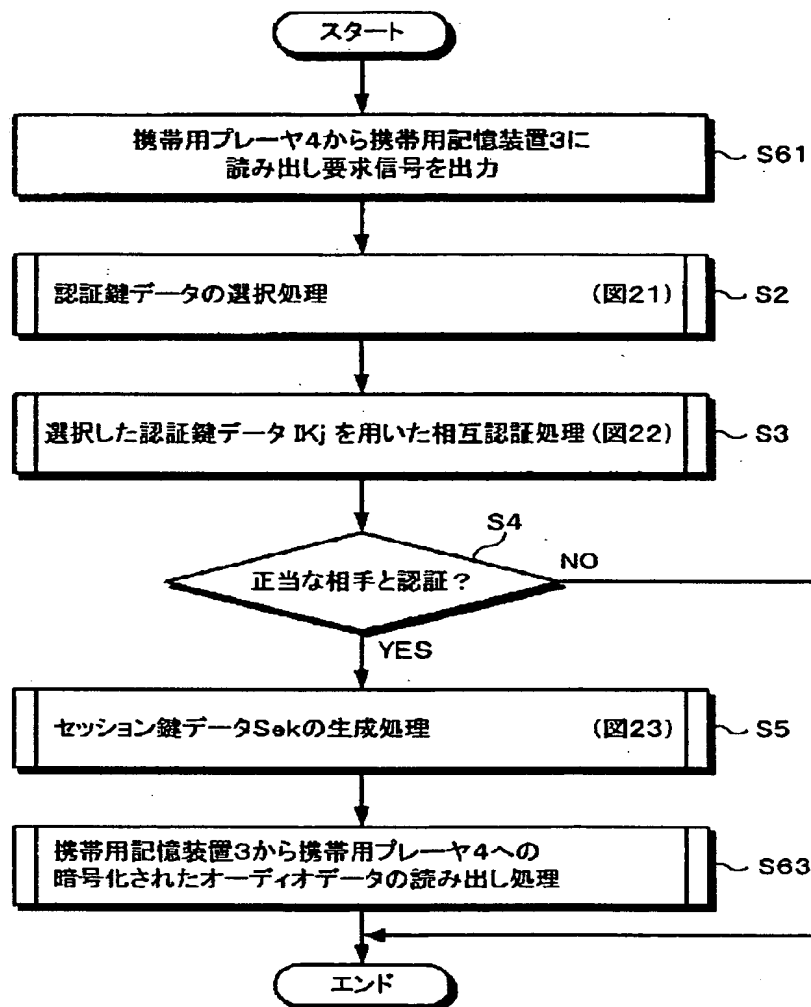 スタート
携帯用プレーヤ4から携帯用記憶装置3に
読み出し要求信号を出力
S61
認証鍵データの選択処理 (図21)
S2
選択した認証鍵データ IKj を用いた相互認証処理 (図22)
S3
S4
正当な相手と認証？
NO
YES
セッション鍵データSekの生成処理 (図23)
S5
携帯用記憶装置3から携帯用プレーヤ4への
暗号化されたオーディオデータの読み出し処理
S63
エンド